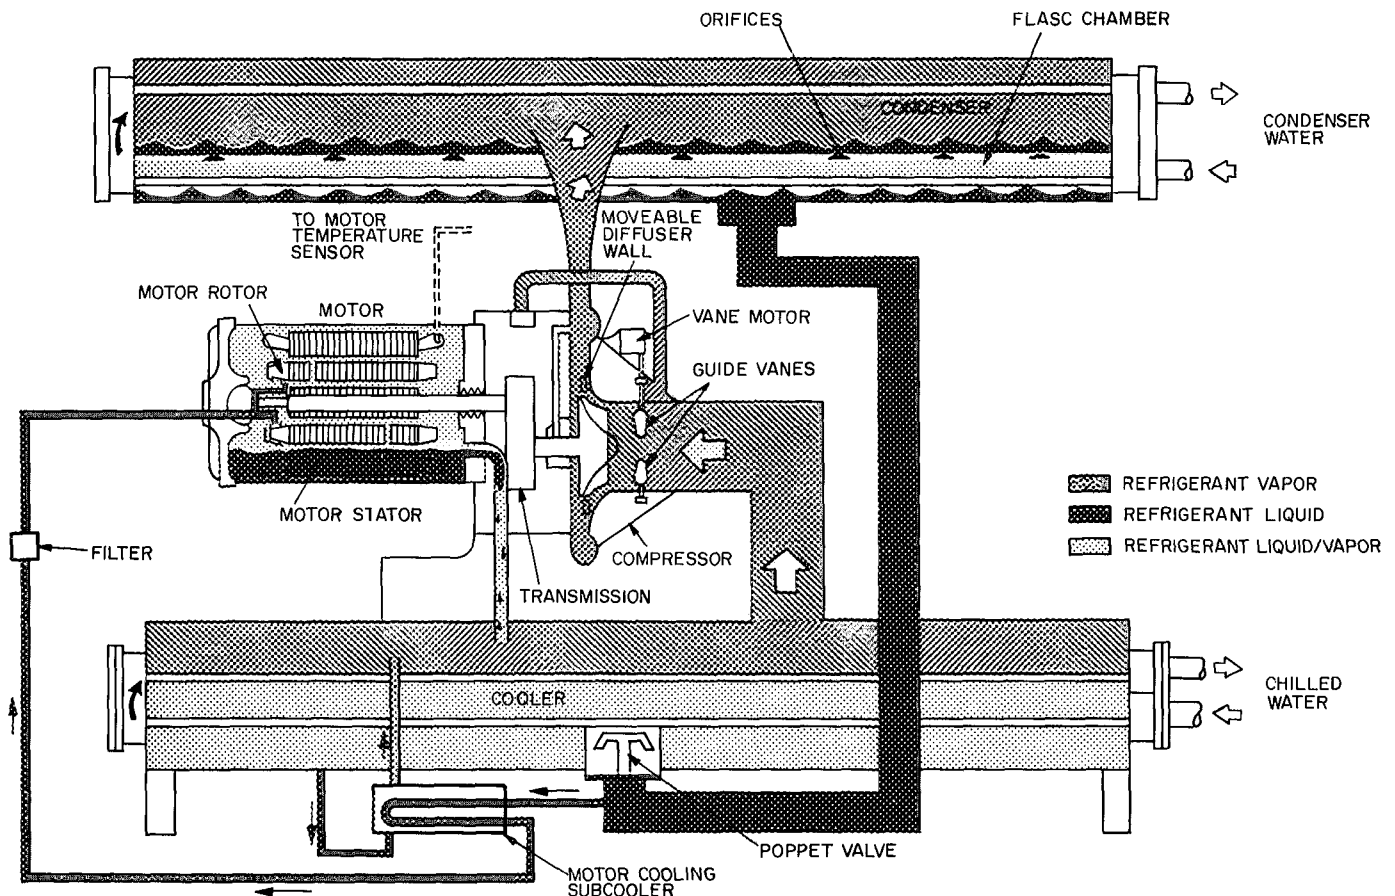 ORIFICES
FLASC CHAMBER
CONDENSER
CONDENSER
WATER
TO MOTOR
TEMPERATURE
SENSOR
MOVEABLE
DIFFUSER
WALL
MOTOR ROTOR
MOTOR
VANE MOTOR
GUIDE VANES
MOTOR STATOR
FILTER
COMPRESSOR
TRANSMISSION
REFRIGERANT VAPOR
REFRIGERANT LIQUID
REFRIGERANT LIQUID/VAPOR
COOLER
CHILLED
WATER
POPPET VALVE
MOTOR COOLING
SUBCOOLER